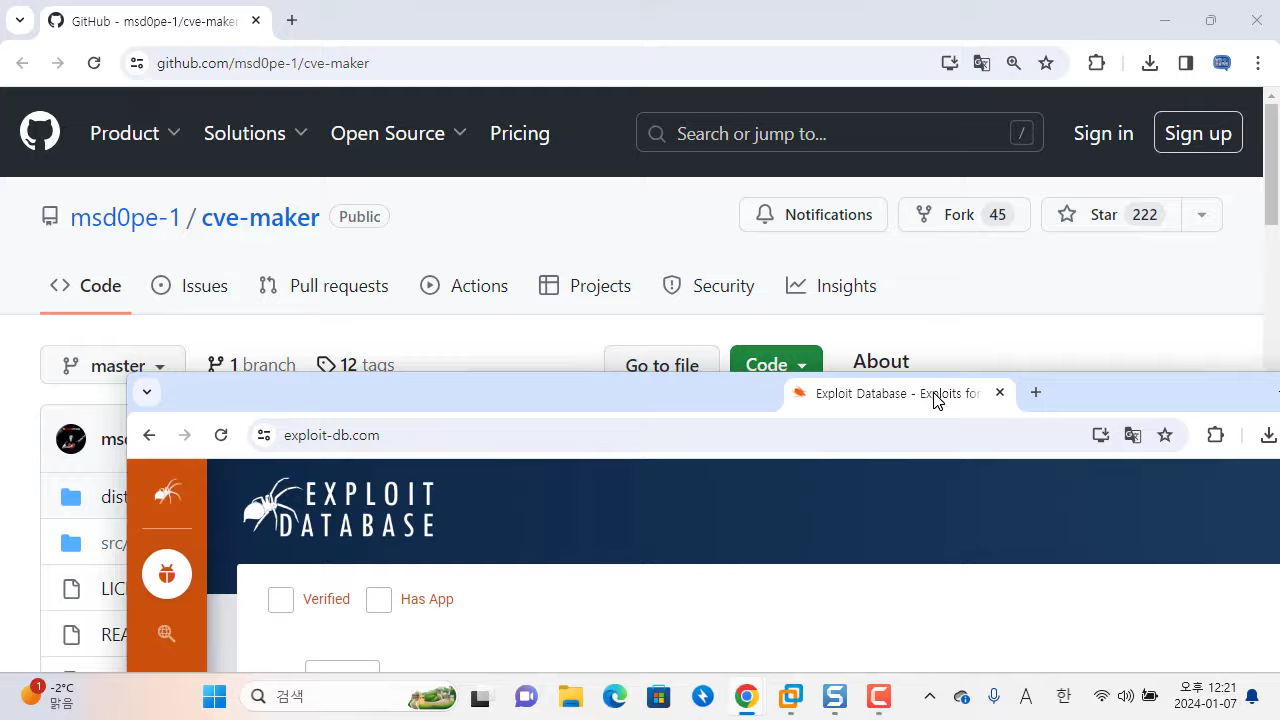 GitHub - msd0pe-1/cve-make
github.com/msd0pe-1/cve-maker
Product Solutions Open Source Pricing Search or jump to... / Sign in Sign up
msd0pe-1 / cve-maker Public Notifications Fork 45 Star 222
Code Issues Pull requests Actions Projects Security Insights
master 1 branch 12 tags Go to file Code About
Exploit Database - Exploits for
exploit-db.com
EXPLOIT
DATABASE
Verified Has App
1 -2°C
맑음
검색
A 한
오후 12:21
2024-01-07